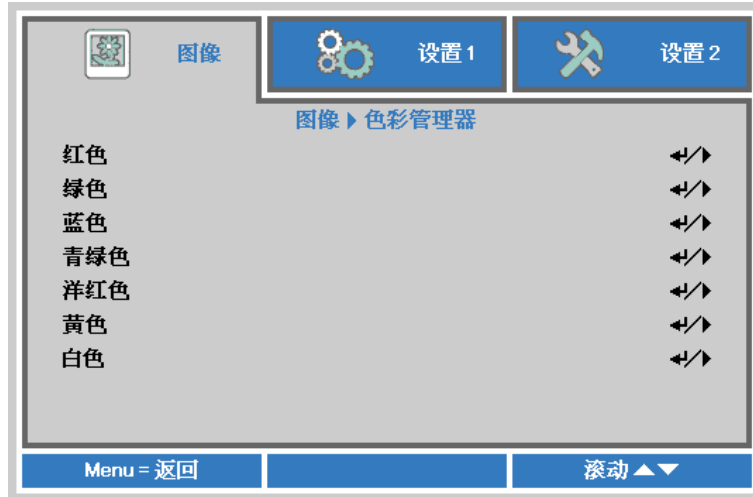 图像
设置1
设置2
图像▶色彩管理器
红色 ↵/▶
绿色 ↵/▶
蓝色 ↵/▶
青绿色 ↵/▶
洋红色 ↵/▶
黄色 ↵/▶
白色 ↵/▶
Menu = 返回
滚动▲▼